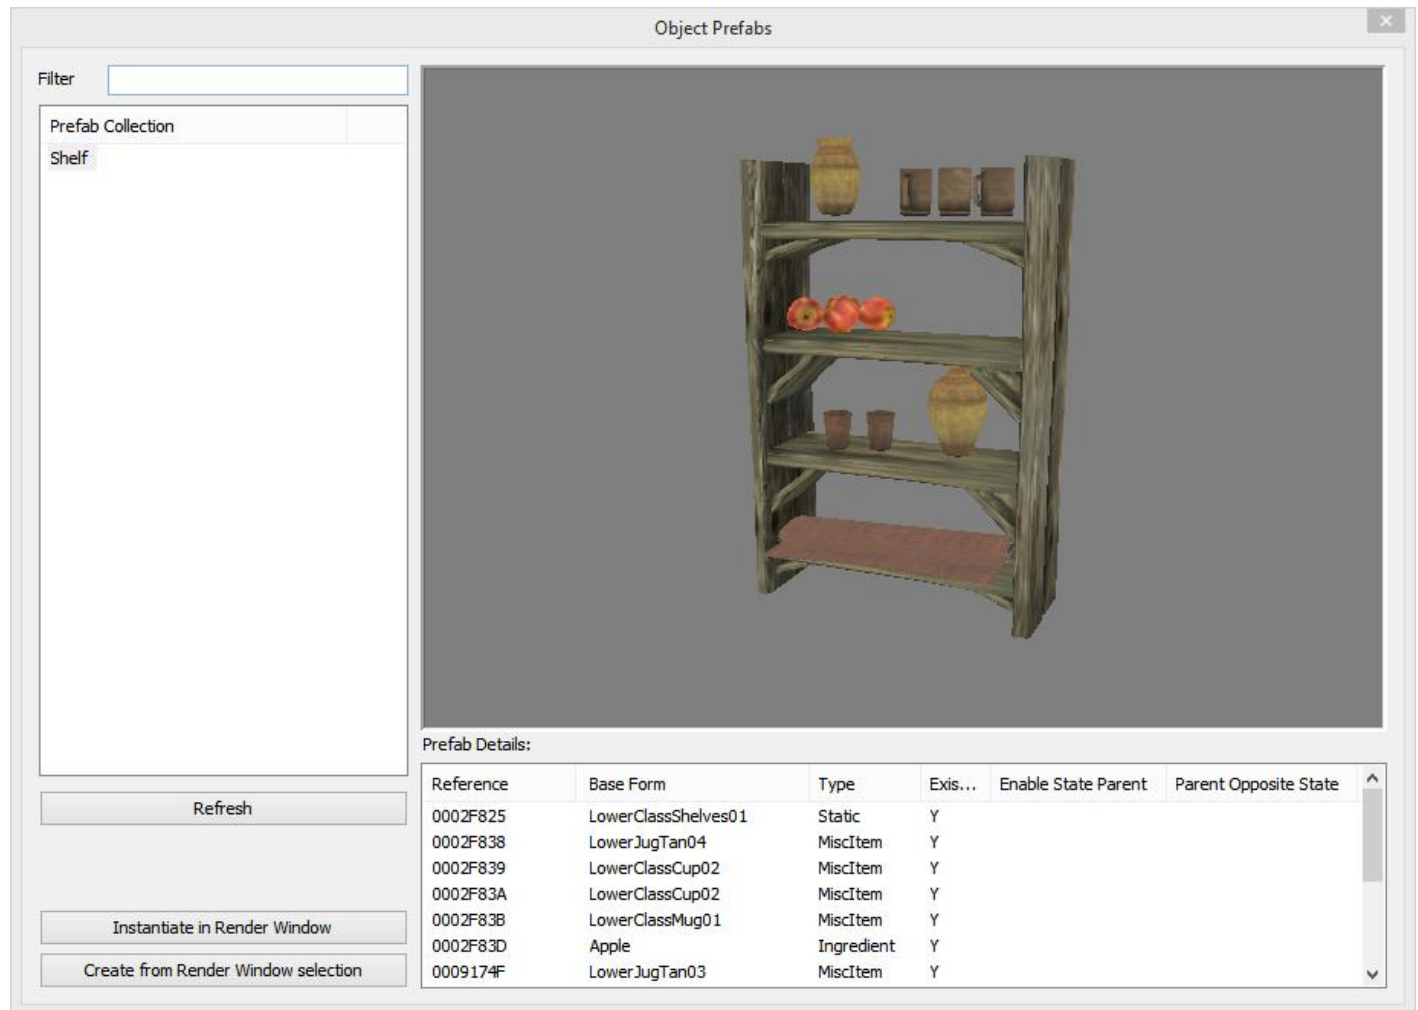 Object Prefabs
Filter
Prefab Collection
Shelf
Refresh
Instantiate in Render Window
Create from Render Window selection
Prefab Details:
Reference Base Form Type Exis... Enable State Parent Parent Opposite State
0002F825 LowerClassShelves01 Static Y
0002F838 LowerJugTan04 MiscItem Y
0002F839 LowerClassCup02 MiscItem Y
0002F83A LowerClassCup02 MiscItem Y
0002F83B LowerClassMug01 MiscItem Y
0002F83D Apple Ingredient Y
0009174F LowerJugTan03 MiscItem Y